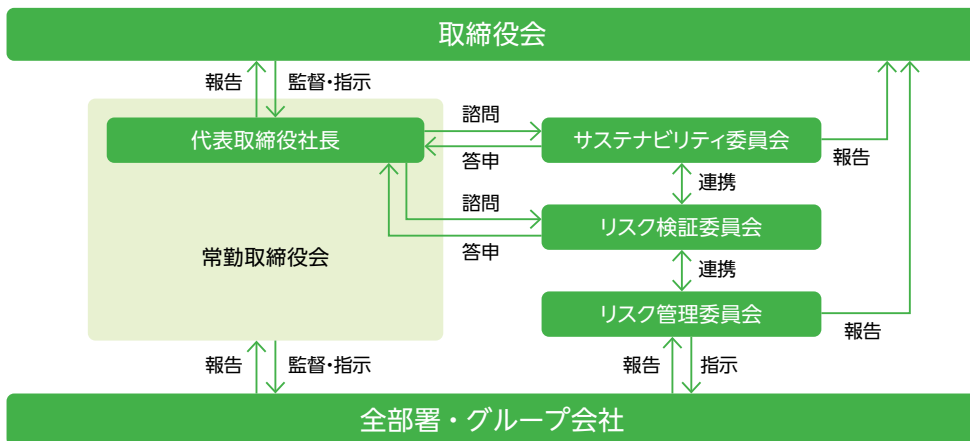 取締役会
報告
監督・指示
代表取締役社長
諮問
答申
サステナビリティ委員会
報告
連携
諮問
答申
リスク検証委員会
常勤取締役会
連携
リスク管理委員会
報告
報告
監督・指示
報告
指示
全部署・グループ会社